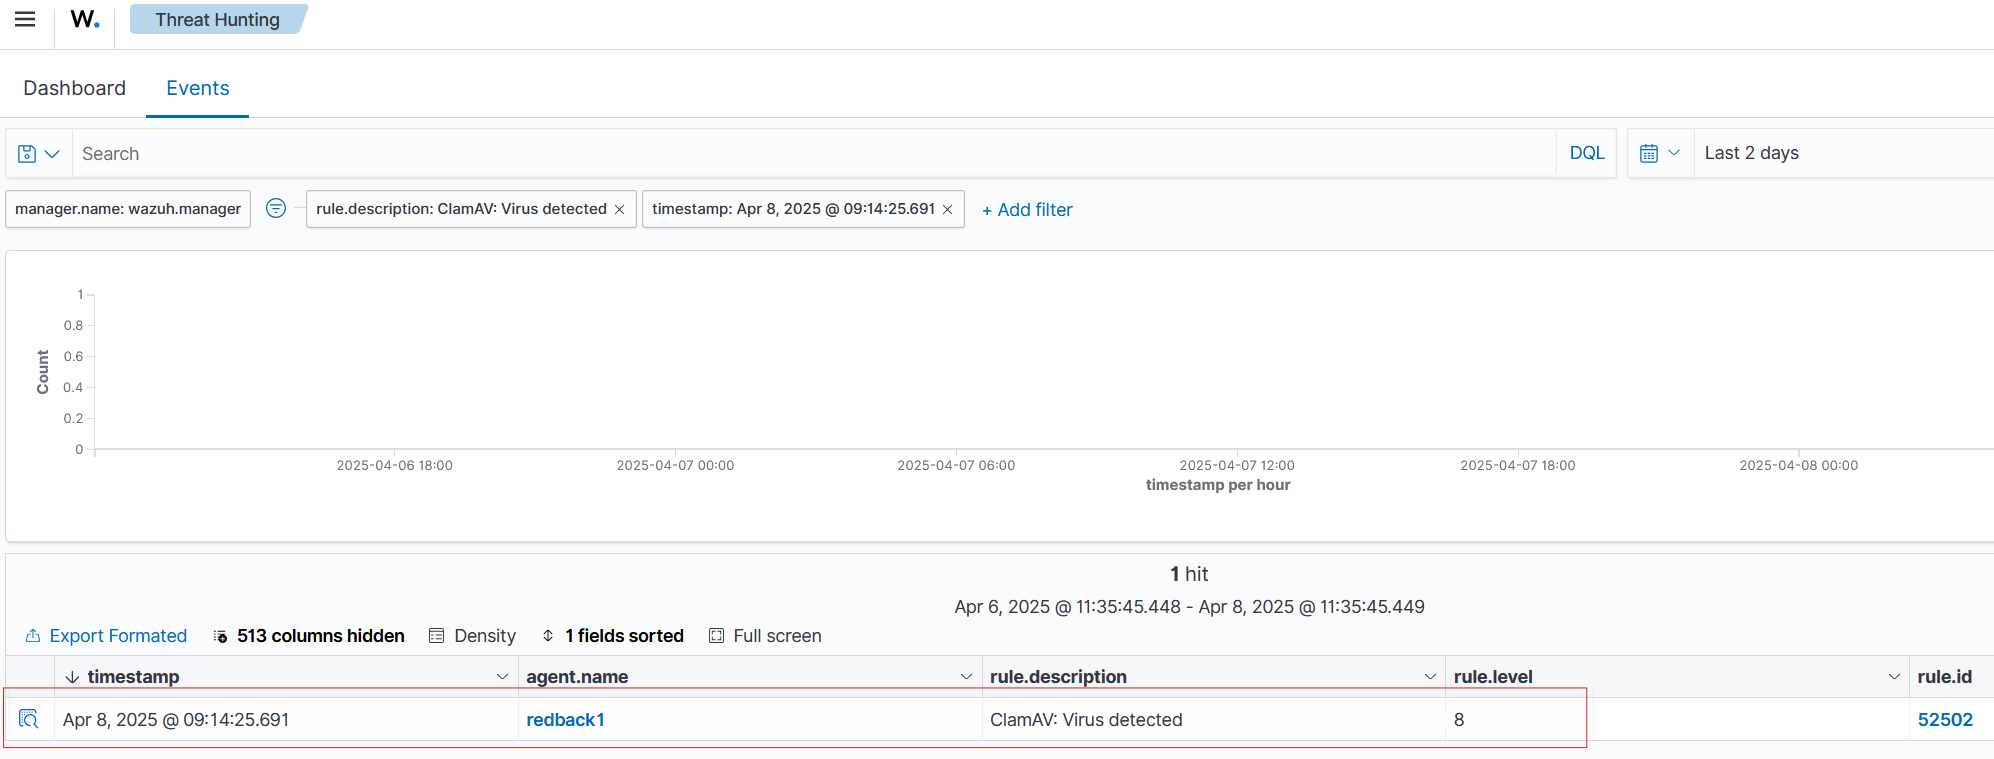 W. Threat Hunting
Dashboard Events
Search DQL Last 2 days
manager.name: wazuh.manager rule.description: ClamAV: Virus detected timestamp: Apr 8, 2025 @ 09:14:25.691 + Add filter
1
0.8
0.6
0.4
0.2
0
Count
2025-04-06 18:00 2025-04-07 00:00 2025-04-07 06:00 2025-04-07 12:00 2025-04-07 18:00 2025-04-08 00:00
timestamp per hour
1 hit
Apr 6, 2025 @ 11:35:45.448 - Apr 8, 2025 @ 11:35:45.449
Export Formatted 513 columns hidden Density 1 fields sorted Full screen
timestamp agent.name rule.description rule.level rule.id
Apr 8, 2025 @ 09:14:25.691 redback1 ClamAV: Virus detected 8 52502